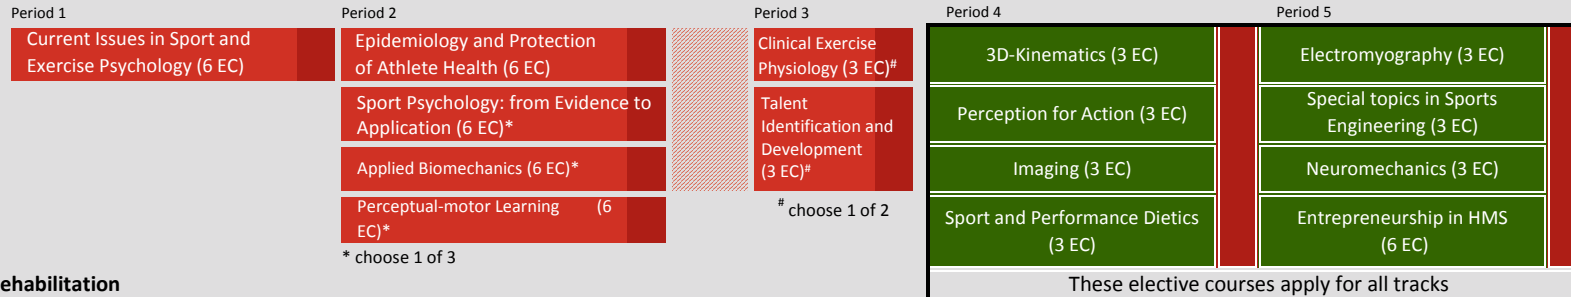 Period 1
Current Issues in Sport and
Exercise Psychology (6 EC)
Period 2
Epidemiology and Protection
of Athlete Health (6 EC)
Sport Psychology: from Evidence to
Application (6 EC)*
Applied Biomechanics (6 EC)*
Perceptual-motor Learning (6
EC)*
* choose 1 of 3
Period 3
Clinical Exercise
Physiology (3 EC)#
Talent
Identification and
Development
(3 EC)#
# choose 1 of 2
Period 4
3D-Kinematics (3 EC)
Perception for Action (3 EC)
Imaging (3 EC)
Sport and Performance Dietics
(3 EC)
Period 5
Electromyography (3 EC)
Special topics in Sports
Engineering (3 EC)
Neuromechanics (3 EC)
Entrepreneurship in HMS
(6 EC)
ehabilitation
These elective courses apply for all tracks